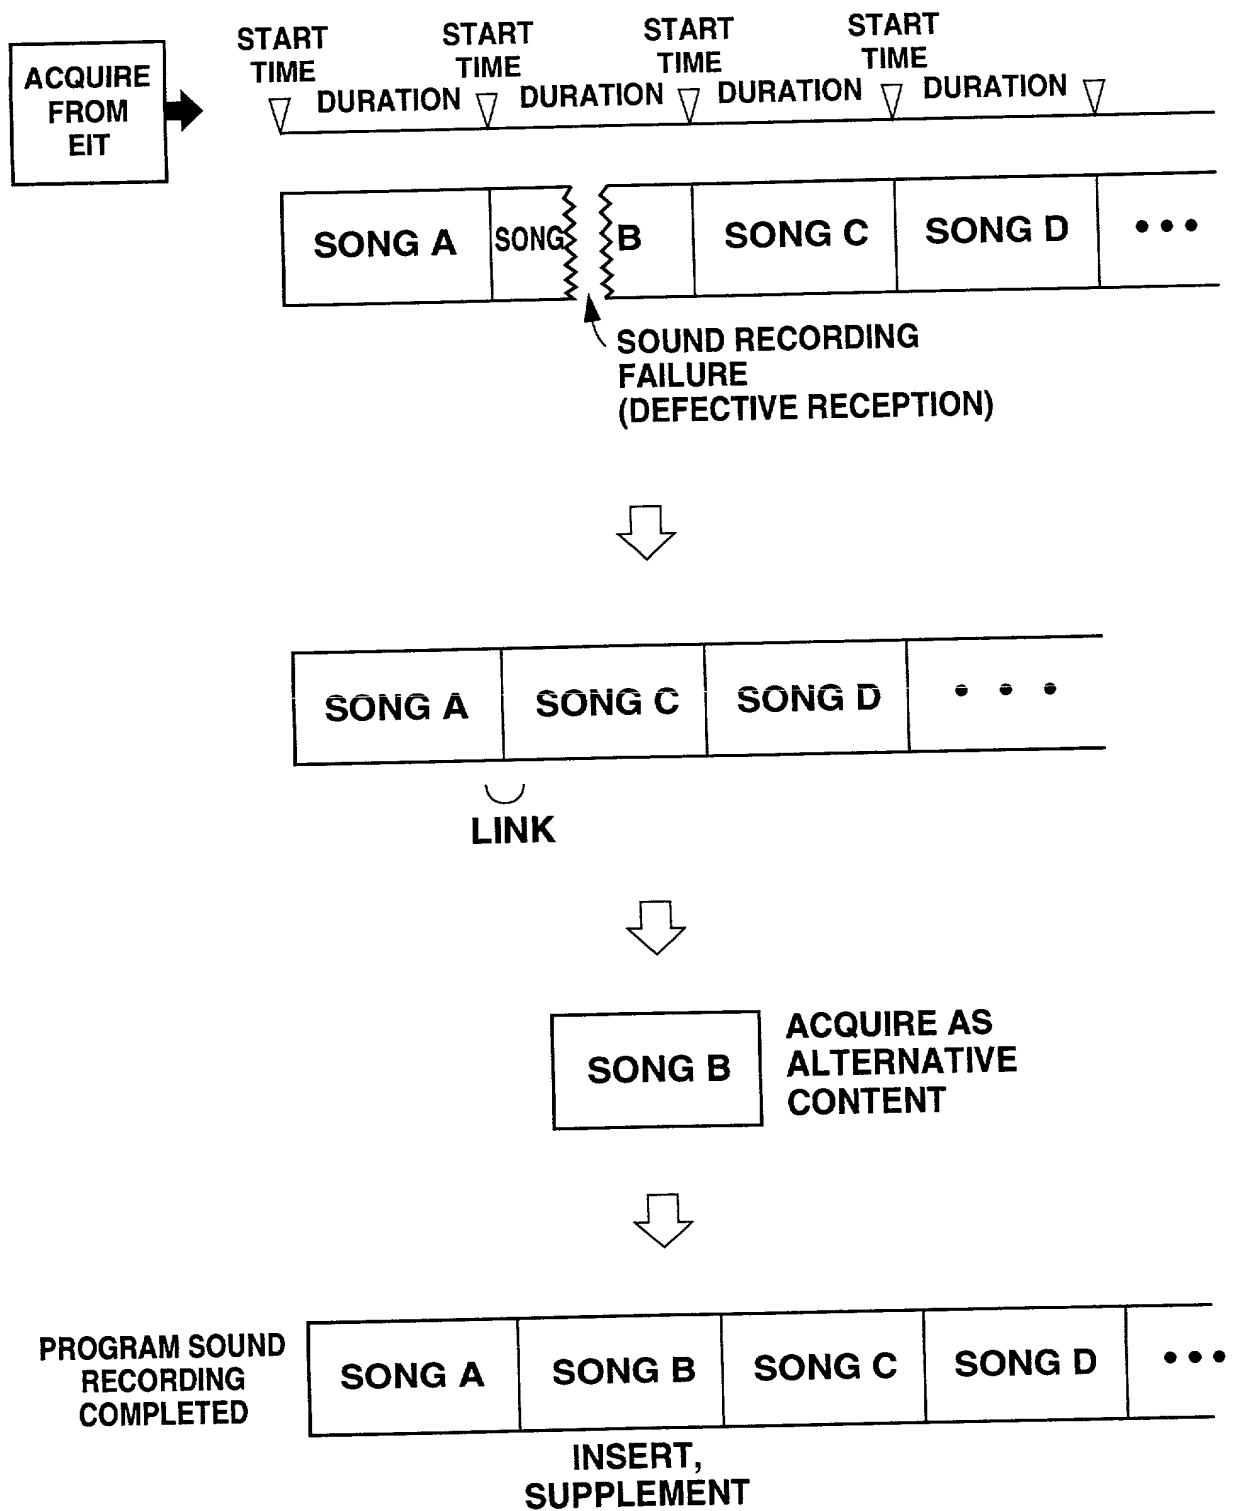 ACQUIRE
FROM
EIT
START
TIME
START
TIME
START
TIME
START
TIME
DURATION
DURATION
DURATION
DURATION
SONG A
SONG
B
SONG C
SONG D
•••
SOUND RECORDING
FAILURE
(DEFECTIVE RECEPTION)
SONG A
SONG C
SONG D
• • •
LINK
SONG B
ACQUIRE AS
ALTERNATIVE
CONTENT
PROGRAM SOUND
RECORDING
COMPLETED
SONG A
SONG B
SONG C
SONG D
•••
INSERT,
SUPPLEMENT